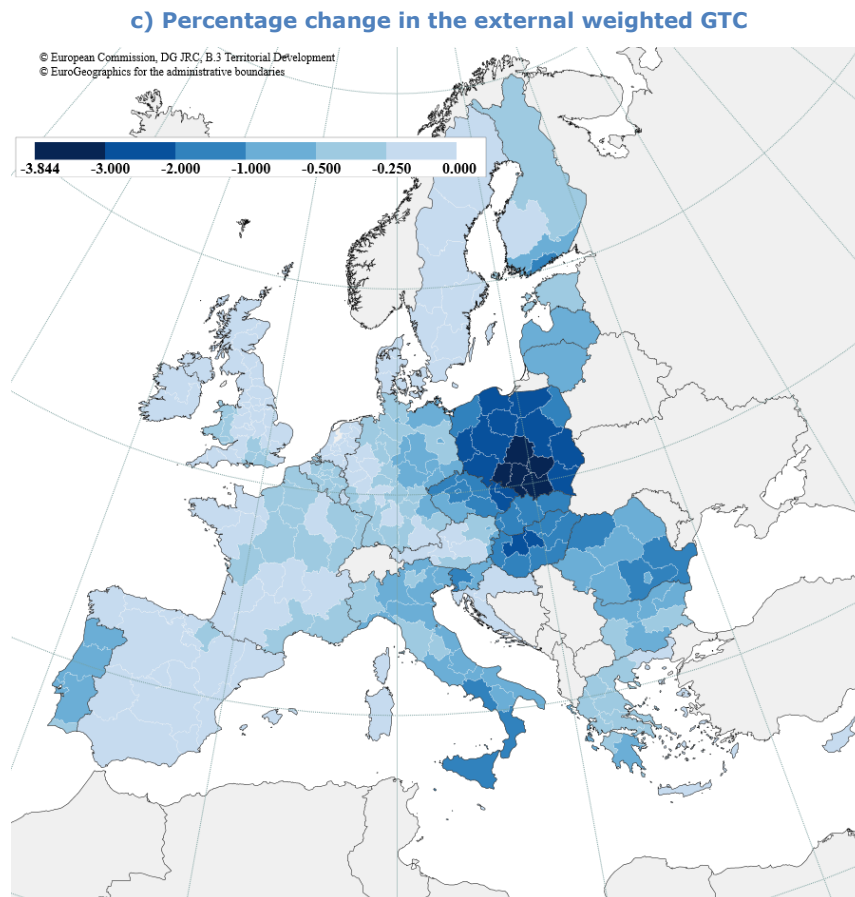 c) Percentage change in the external weighted GTC
© European Commission, DG JRC, B.3 Territorial Development
© EuroGeographics for the administrative boundaries
-3.844 -3.000 -2.000 -1.000 -0.500 -0.250 0.000